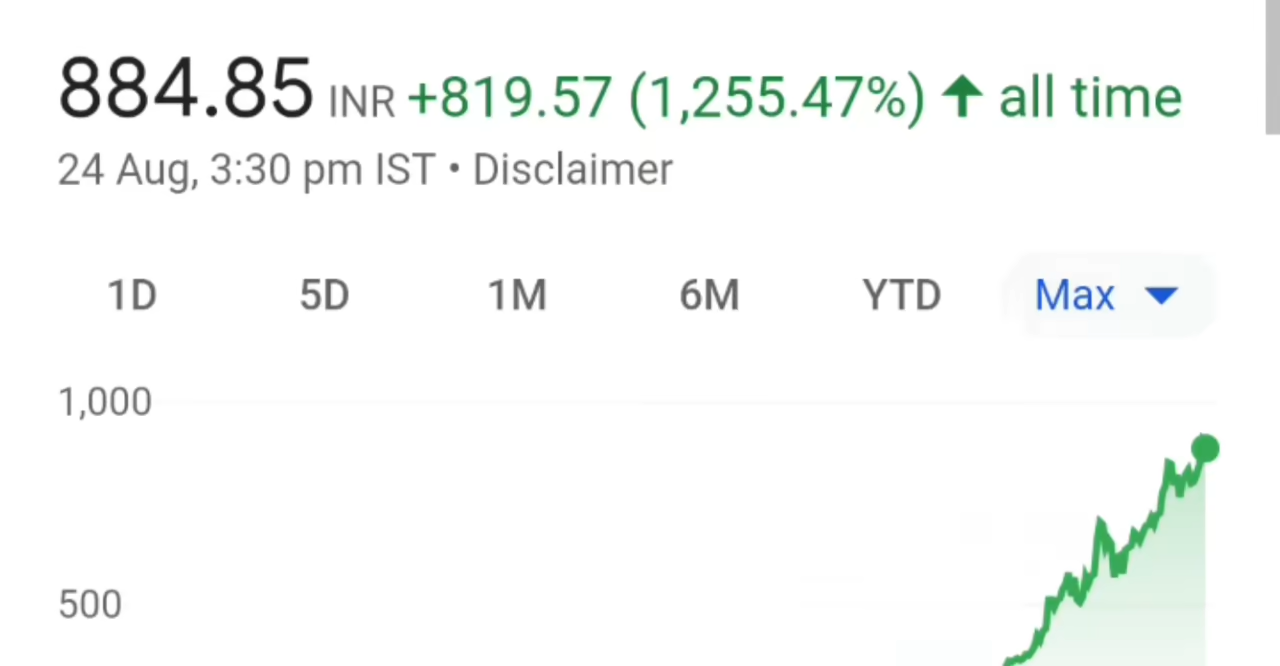 884.85 INR +819.57 (1,255.47%) ↑ all time
24 Aug, 3:30 pm IST • Disclaimer
1D 5D 1M 6M YTD Max
1,000
500